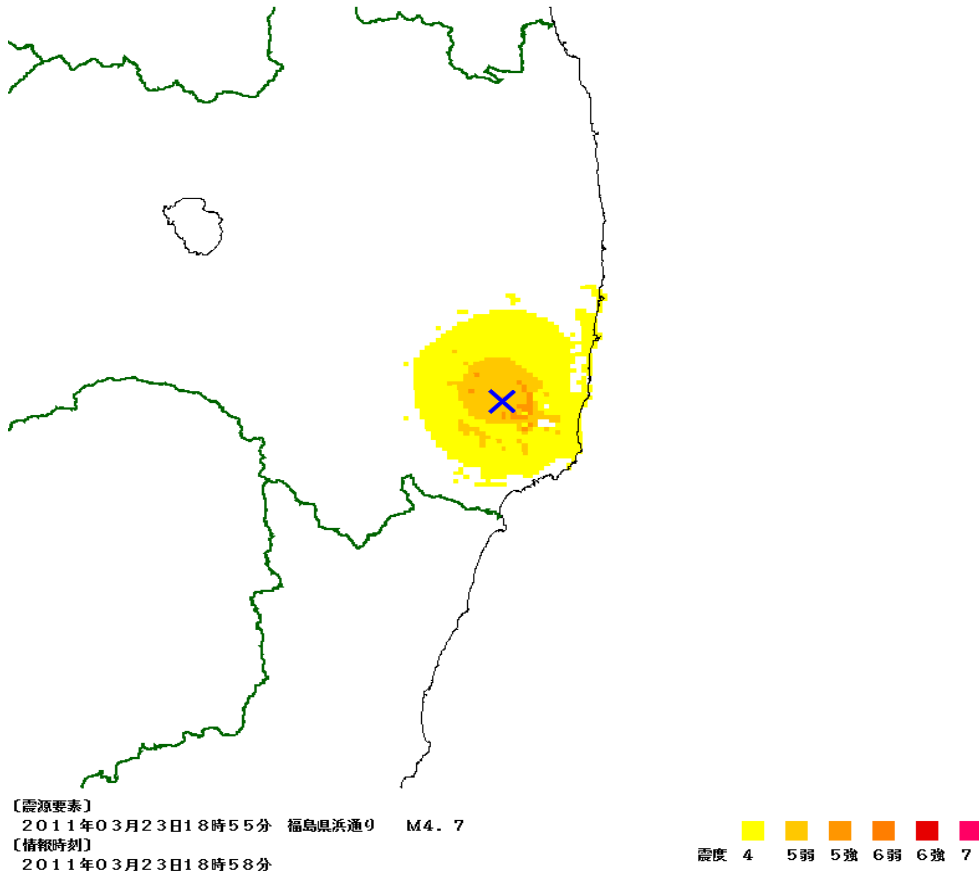 〔震源要素〕
２０１１年０３月２３日１８時５５分 福島県浜通り Ｍ４．７
〔情報時刻〕
２０１１年０３月２３日１８時５８分
震度 ４ ５弱 ５強 ６弱 ６強 ７